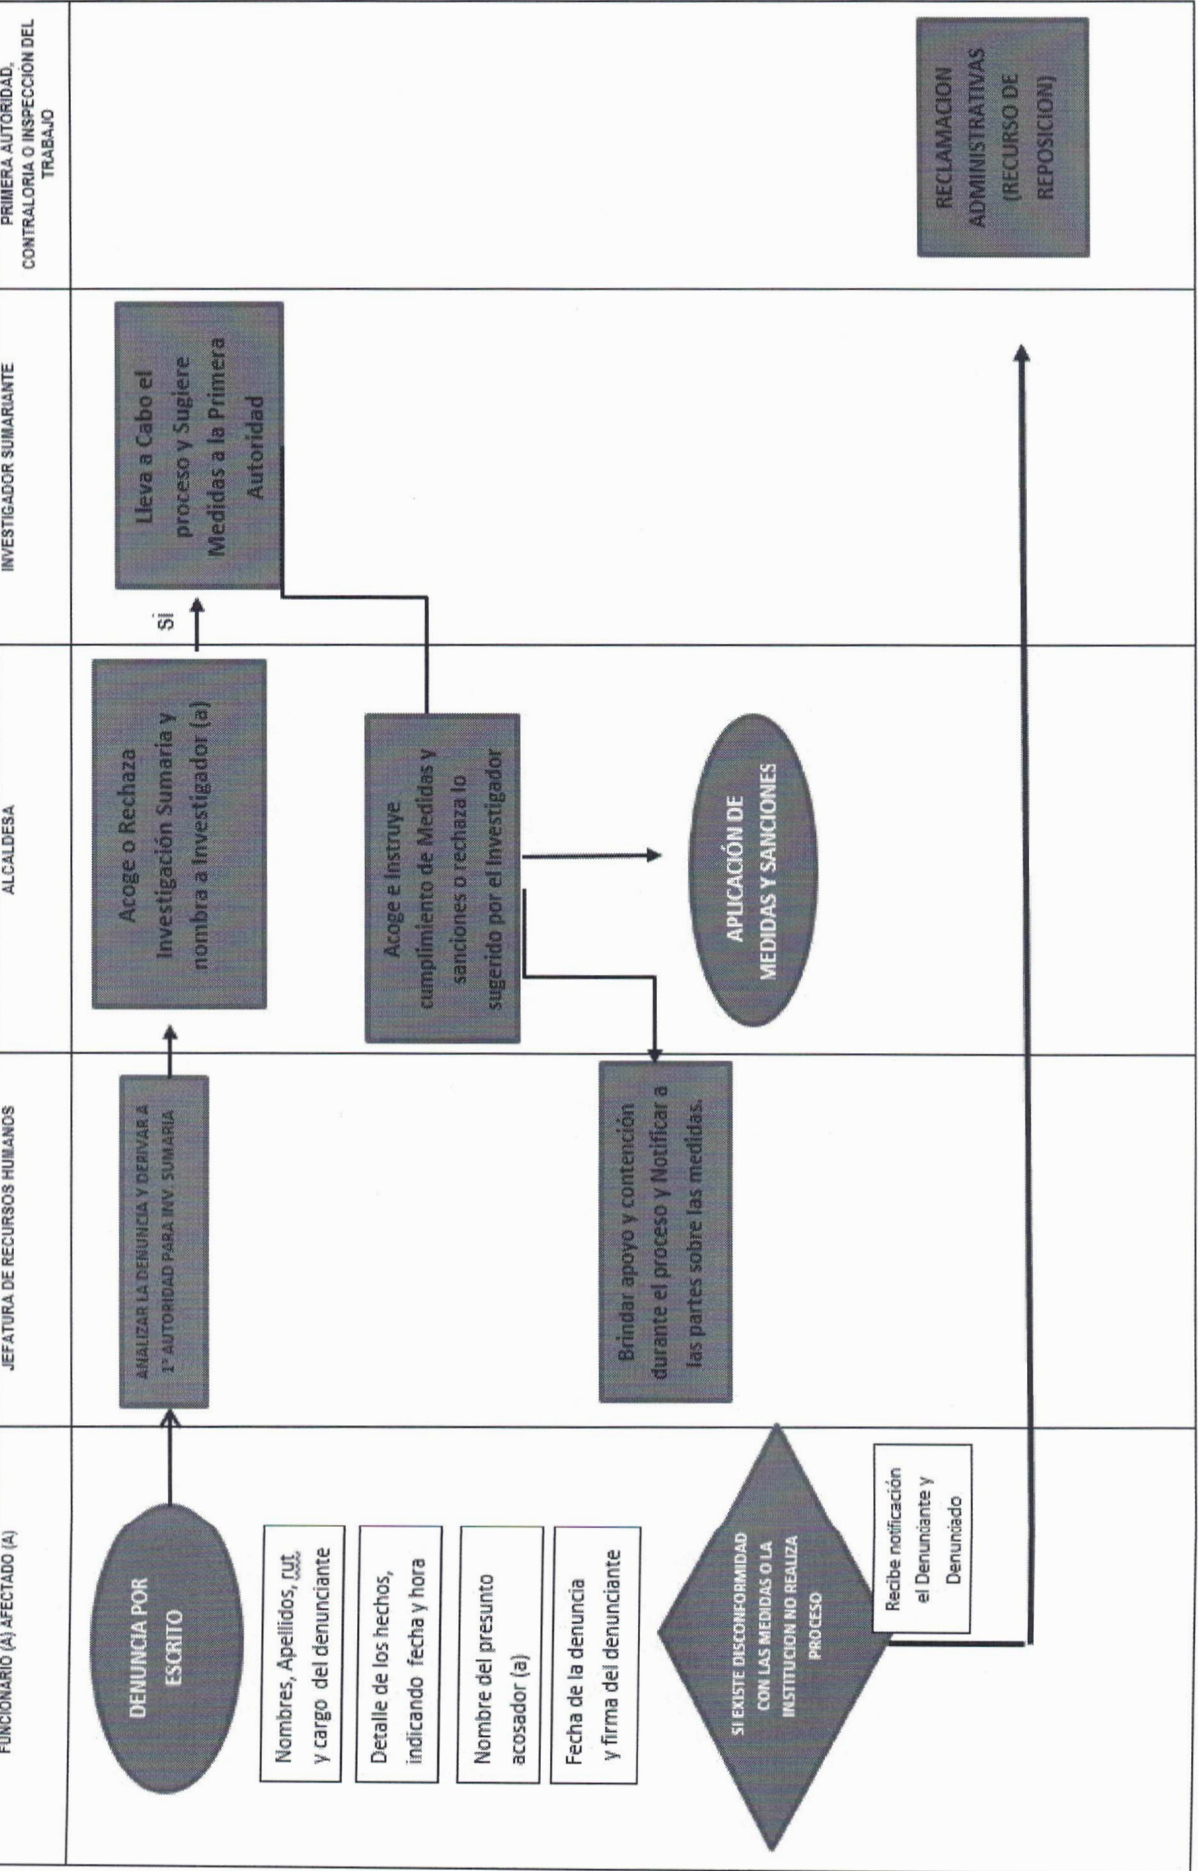 FUNCIONARIO (A) AFECTADO (A)
JEFATURA DE RECURSOS HUMANOS
ALCALDESA
INVESTIGADOR SUMARIANTE
PRIMERA AUTORIDAD,
CONTRALORIA O INSPECCIÓN DEL
TRABAJO
DENUNCIA POR
ESCRITO
ANALIZAR LA DENUNCIA Y DERIVAR A
1° AUTORIDAD PARA INV. SUMARIA
Acoge o Rechaza
Investigación Sumaria y
nombra a Investigador (a)
Si
Lleva a Cabo el
proceso y Sugiere
Medidas a la Primera
Autoridad
Nombres, Apellidos, rut
y cargo del denunciante
Detalle de los hechos,
indicando fecha y hora
Nombre del presunto
acosador (a)
Fecha de la denuncia
y firma del denunciante
Acoge e Instruye
cumplimiento de Medidas y
sanciones o rechaza lo
sugerido por el Investigador
Brindar apoyo y contención
durante el proceso y Notificar a
las partes sobre las medidas.
APLICACIÓN DE
MEDIDAS Y SANCIONES
SI EXISTE DISCONFORMIDAD
CON LAS MEDIDAS O LA
INSTITUCION NO REALIZA
PROCESO
Recibe notificación
el Denunciante y
Denunciado
RECLAMACION
ADMINISTRATIVAS
(RECURSO DE
REPOSICION)